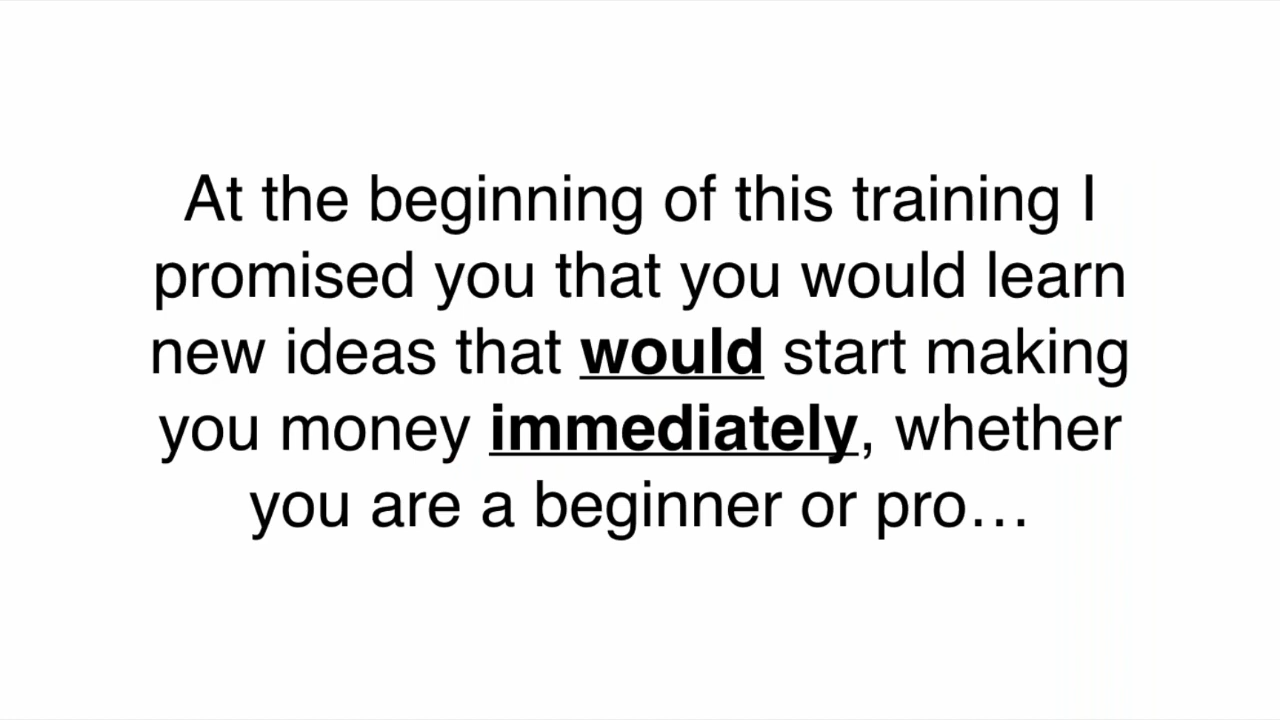 At the beginning of this training I
promised you that you would learn
new ideas that would start making
you money immediately, whether
you are a beginner or pro…